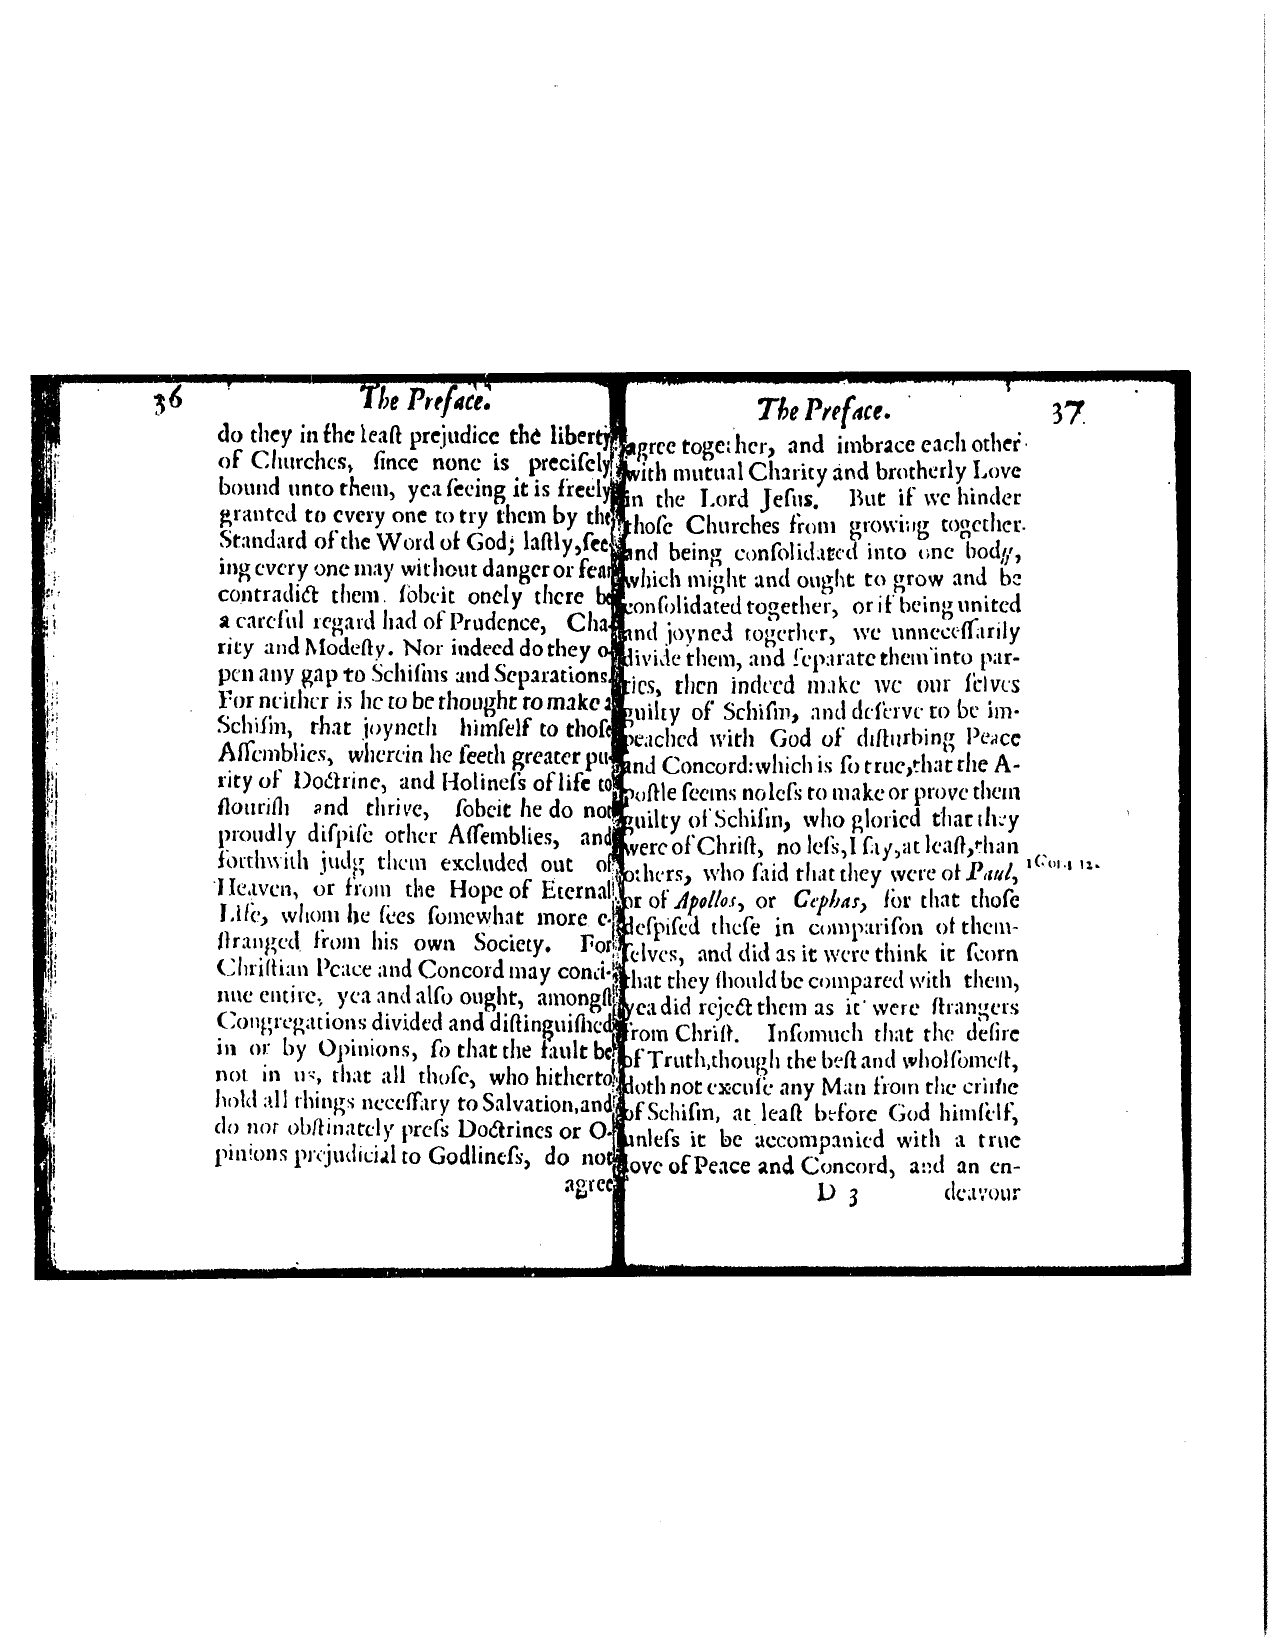 36 The Preface.
do they in the leaſt prejudice the liberty
of Churches, ſince none is preciſely
bound unto them, yea ſeeing it is freely
granted to every one to try them by the
Standard of the Word of God; laſtly, ſee-
ing every one may without danger or fear
contradict them. ſobeit onely there be
a careful regard had of Prudence, Cha-
rity and Modeſty. Nor indeed do they o-
pen any gap to Schiſms and Separations.
For neither is he to be thought to make a
Schiſm, that joyneth himſelf to thoſe
Aſſemblies, wherein he ſeeth greater pu-
rity of Doctrine, and Holineſs of life to
flouriſh and thrive, ſobeit he do not
proudly diſpiſe other Aſſemblies, and
forthwith judg them excluded out of
Heaven, or from the Hope of Eternal
Life, whom he ſees ſomewhat more e-
ſtranged from his own Society. For
Chriſtian Peace and Concord may conti-
nue entire, yea and alſo ought, amongſt
Congregations divided and diſtinguiſhed
in or by Opinions, ſo that the fault be
not in us, that all thoſe, who hitherto
hold all things neceſſary to Salvation, and
do not obſtinately preſs Doctrines or O-
pinions prejudicial to Godlineſs, do not
agree
The Preface. 37
agree together, and imbrace each other
with mutual Charity and brotherly Love
in the Lord Jeſus. But if we hinder
thoſe Churches from growing together
and being conſolidated into one body,
which might and ought to grow and be
conſolidated together, or if being united
and joyned together, we unneceſſarily
divide them, and ſeparate them into par-
ties, then indeed make we our ſelves
guilty of Schiſm, and deſerve to be im-
peached with God of diſturbing Peace
and Concord: which is ſo true, that the A-
poſtle ſeems no leſs to make or prove them
guilty of Schiſm, who gloried that they
were of Chriſt, no leſs, I ſay, at leaſt, than
others, who ſaid that they were of Paul,
1 Cor. 1 12.
or of Apollos, or Cephas, for that thoſe
deſpiſed theſe in compariſon of them-
ſelves, and did as it were think it ſcorn
that they ſhould be compared with them,
yea did reject them as it were ſtrangers
from Chriſt. Inſomuch that the deſire
of Truth, though the beſt and wholſomeſt,
doth not excuſe any Man from the crime
of Schiſm, at leaſt before God himſelf,
unleſs it be accompanied with a true
love of Peace and Concord, and an en-
D 3 deavour